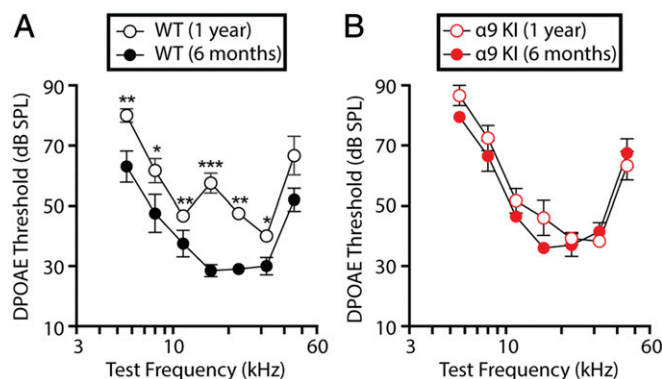 A
WT (1 year)
WT (6 months)
DPOAE Threshold (dB SPL)
90
70
50
30
10
**
*
**
***
**
*
3
10
60
Test Frequency (kHz)
B
α9 KI (1 year)
α9 KI (6 months)
DPOAE Threshold (dB SPL)
90
70
50
30
10
3
10
60
Test Frequency (kHz)